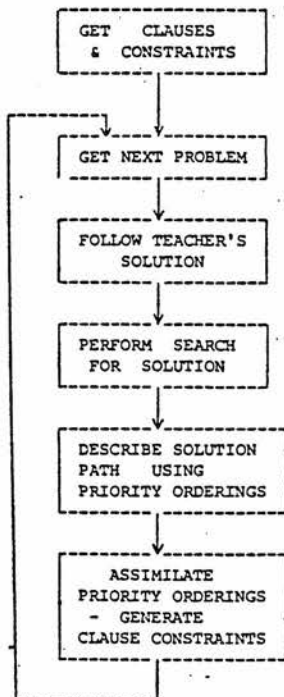 GET CLAUSES
& CONSTRAINTS
GET NEXT PROBLEM
FOLLOW TEACHER'S
SOLUTION
PERFORM SEARCH
FOR SOLUTION
DESCRIBE SOLUTION
PATH USING
PRIORITY ORDERINGS
ASSIMILATE
PRIORITY ORDERINGS
- GENERATE
CLAUSE CONSTRAINTS